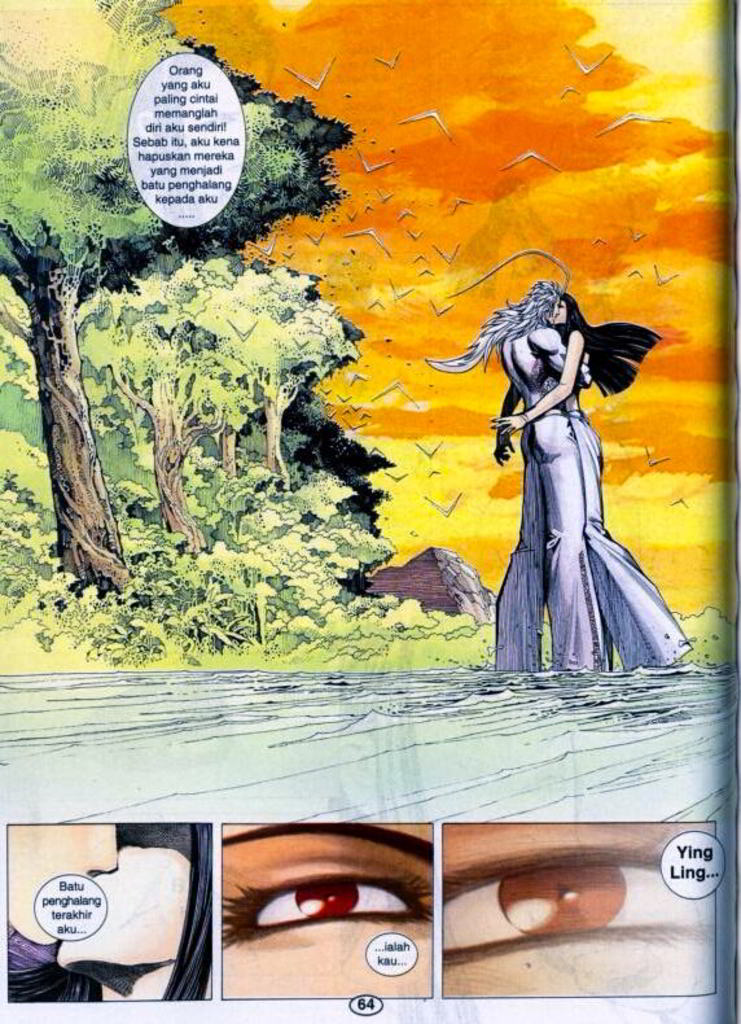 Orang
yang aku
paling cintai
memanglah
diri aku sendiri!
Sebab itu, aku kena
hapuskan mereka
yang menjadi
batu penghalang
kepada aku
.....
Batu
penghalang
terakhir
aku...
...ialah
kau...
Ying
Ling...
64